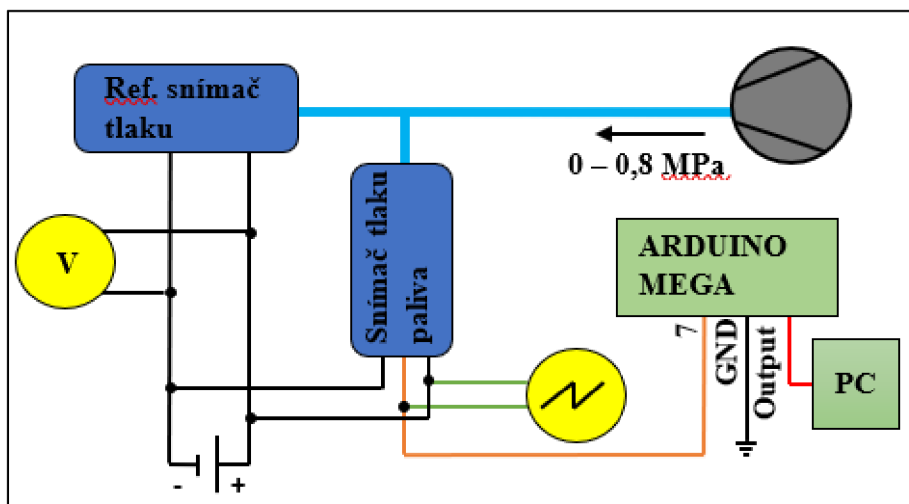 Ref. snímač
tlaku
0 – 0,8 MPa
V
Snímač tlaku
paliva
ARDUINO
MEGA
7
GND
Output
PC
-
+